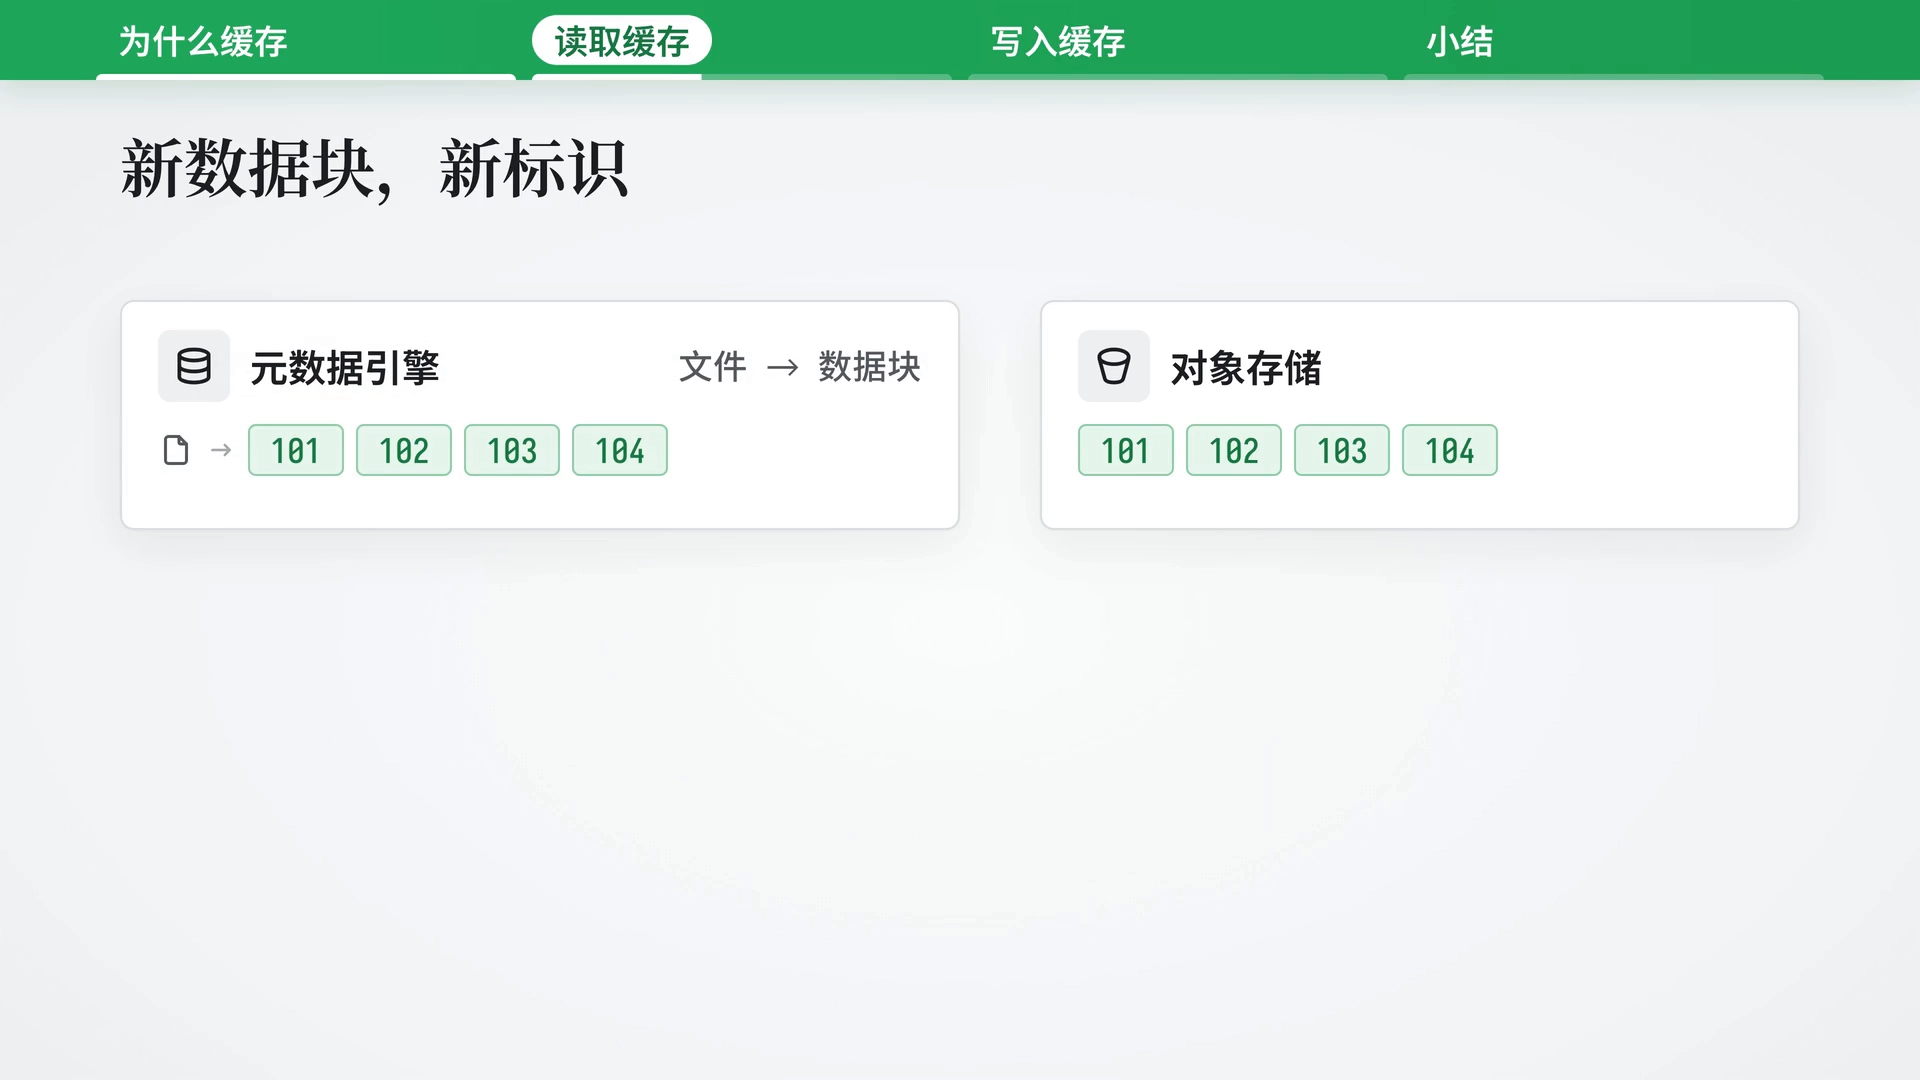 为什么缓存
读取缓存
写入缓存
小结
新数据块，新标识
元数据引擎
文件 → 数据块
→ 101 102 103 104
对象存储
101 102 103 104